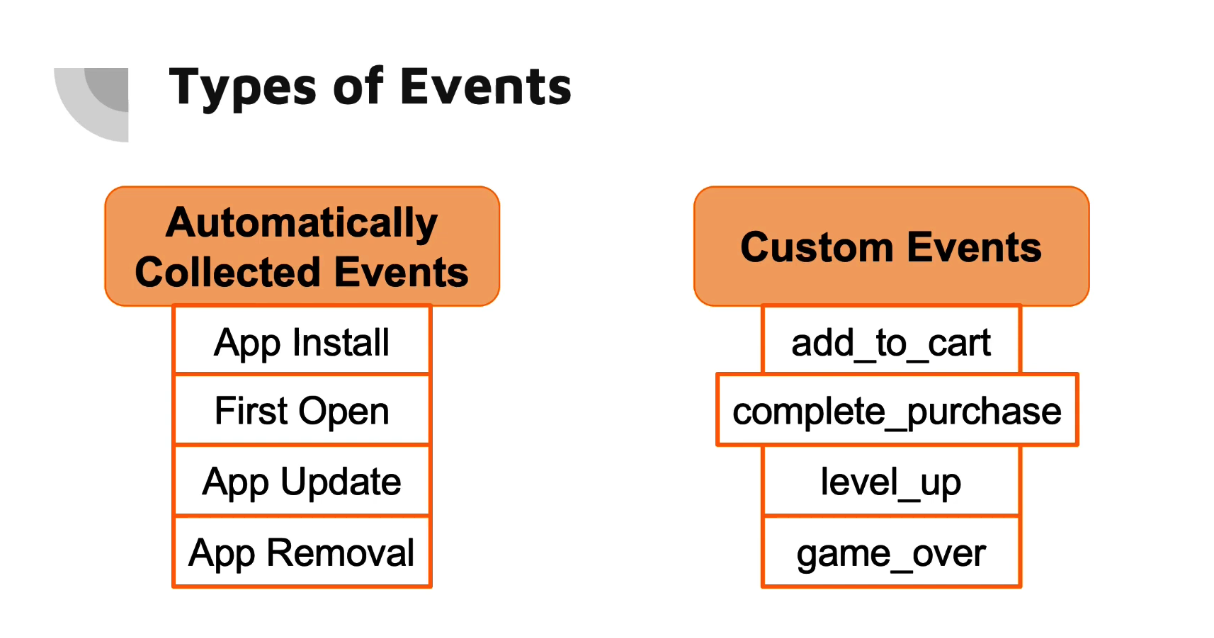 Types of Events
Automatically
Collected Events
App Install
First Open
App Update
App Removal
Custom Events
add_to_cart
complete_purchase
level_up
game_over